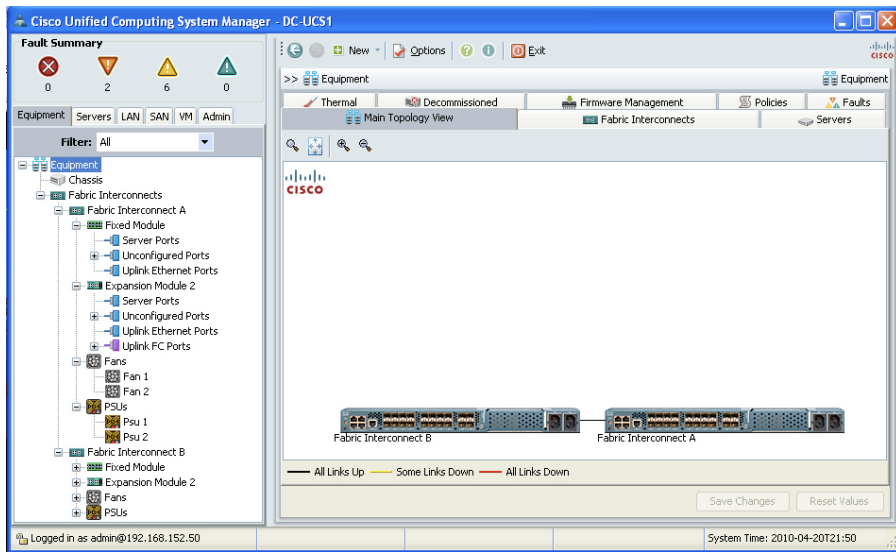 Cisco Unified Computing System Manager - DC-UCS1
Fault Summary
0 2 6 0
Equipment Servers LAN SAN VM Admin
Filter: All
Equipment
Chassis
Fabric Interconnects
Fabric Interconnect A
Fixed Module
Server Ports
Unconfigured Ports
Uplink Ethernet Ports
Expansion Module 2
Server Ports
Unconfigured Ports
Uplink Ethernet Ports
Uplink FC Ports
Fans
Fan 1
Fan 2
PSUs
Psu 1
Psu 2
Fabric Interconnect B
Fixed Module
Expansion Module 2
Fans
PSUs
New Options Exit
CISCO
>> Equipment Equipment
Thermal Decommissioned Firmware Management Policies Faults
Main Topology View Fabric Interconnects Servers
CISCO
Fabric Interconnect B Fabric Interconnect A
All Links Up Some Links Down All Links Down
Save Changes Reset Values
Logged in as admin@192.168.152.50 System Time: 2010-04-20T21:50